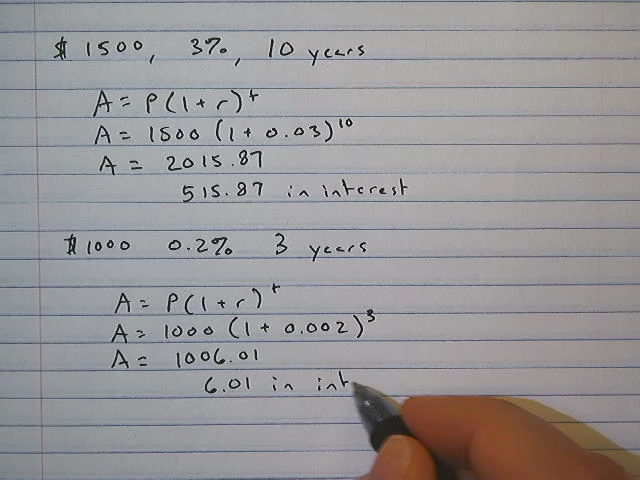 $1500, 3%, 10 years
A = P(1+r)^t
A = 1500 (1+0.03)^10
A = 2015.87
515.87 in interest
$1000 0.2% 3 years
A = P(1+r)^t
A = 1000 (1+0.002)^3
A = 1006.01
6.01 in int